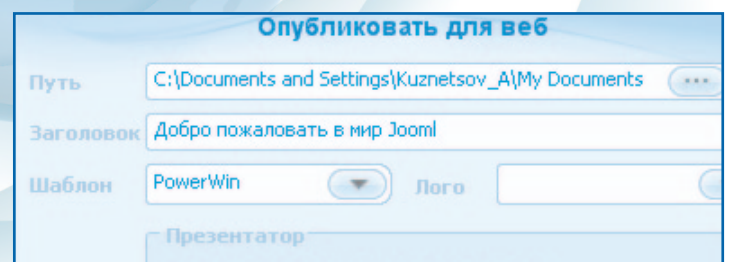 Опубликовать для веб
Путь C:\Documents and Settings\Kuznetsov_A\My Documents ...
Заголовок Добро пожаловать в мир Jooml
Шаблон PowerWin Лого
Презентатор